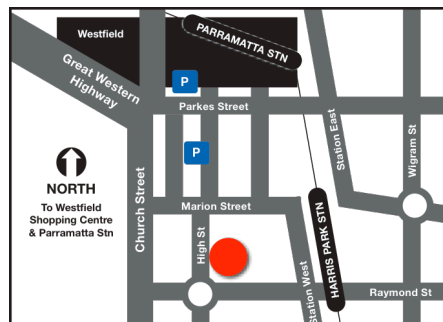 Westfield
PARRAMATTA STN
Great Western
Highway
P
Parkes Street
Station East
Wigram St
P
NORTH
To Westfield
Shopping Centre
& Parramatta Stn
Church Street
Marion Street
High St
Station West
HARRIS PARK STN
Raymond St